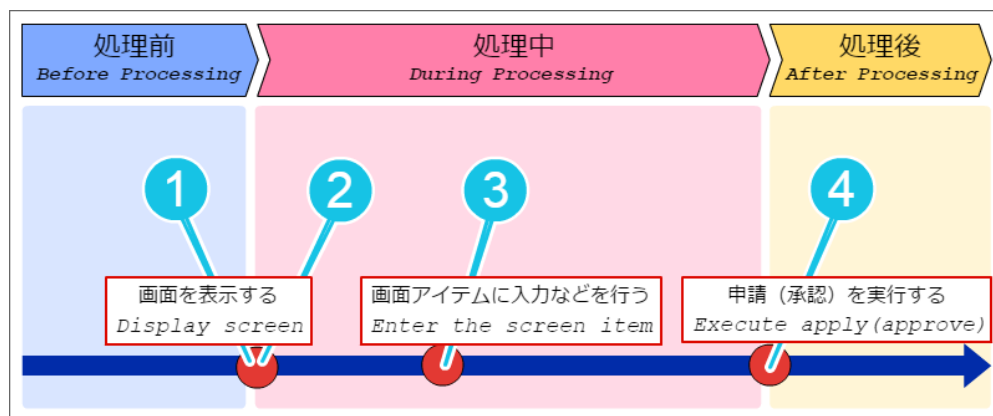 処理前
Before Processing
処理中
During Processing
処理後
After Processing
1
2
3
4
画面を表示する
Display screen
画面アイテムに入力などを行う
Enter the screen item
申請（承認）を実行する
Execute apply(approve)